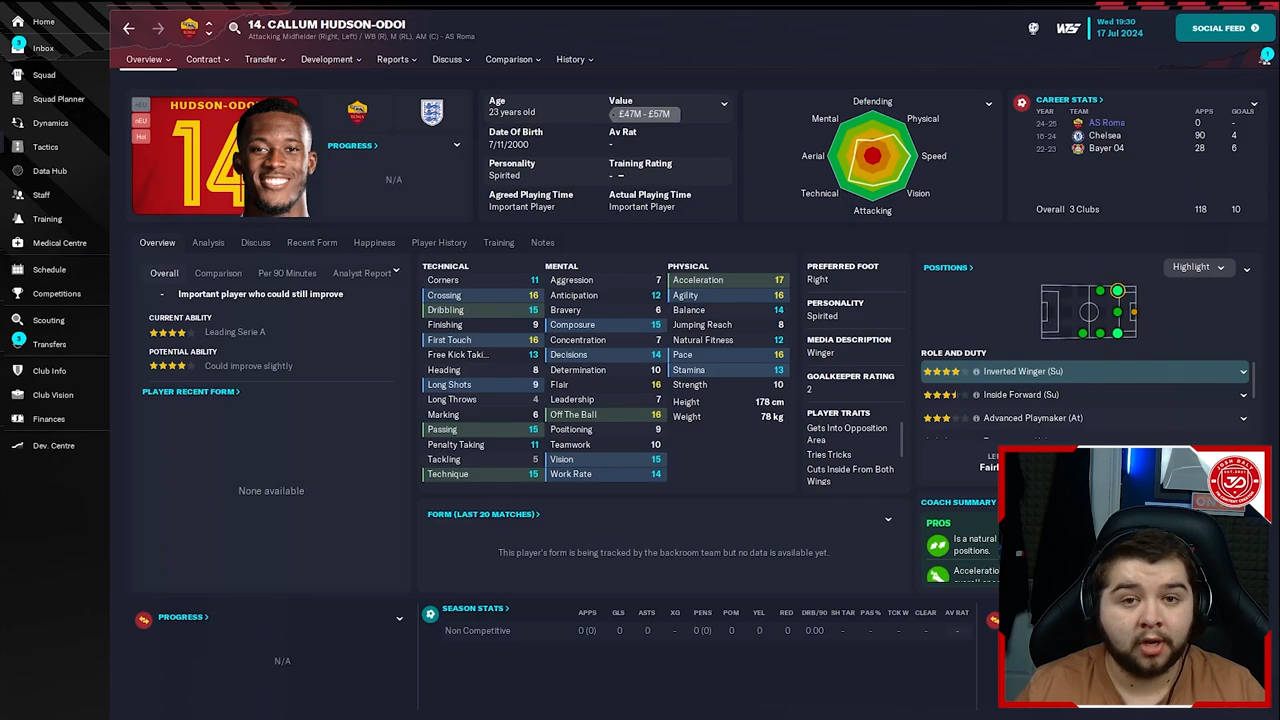 Home
3
Inbox
Squad
Squad Planner
Dynamics
Tactics
Data Hub
Staff
Training
Medical Centre
Schedule
Competitions
Scouting
3
Transfers
Club Info
Club Vision
Finances
Dev. Centre
14. CALLUM HUDSON-ODOI
Attacking Midfielder (Right, Left) / WB (R), M (RL), AM (C) - AS Roma
Wed 19:30
17 Jul 2024
SOCIAL FEED
1
Overview
Contract
Transfer
Development
Reports
Discuss
Comparison
History
nEU
Hol
HUDSON-ODOI
14
PROGRESS >
N/A
Age
23 years old
Value
£47M - £57M
Date Of Birth
7/11/2000
Av Rat
-
Personality
Spirited
Training Rating
- -
Agreed Playing Time
Important Player
Actual Playing Time
Important Player
Defending
Mental
Physical
Aerial
Speed
Technical
Vision
Attacking
CAREER STATS >
YEAR TEAM APPS GOALS
24-25 AS Roma 0 -
16-24 Chelsea 90 4
22-23 Bayer 04 28 6
Overall 3 Clubs 118 10
Overview Analysis Discuss Recent Form Happiness Player History Training Notes
Overall Comparison Per 90 Minutes Analyst Report
- Important player who could still improve
CURRENT ABILITY
Leading Serie A
POTENTIAL ABILITY
Could improve slightly
PLAYER RECENT FORM >
None available
TECHNICAL
Corners 11
Crossing 16
Dribbling 15
Finishing 9
First Touch 16
Free Kick Taki... 13
Heading 8
Long Shots 9
Long Throws 4
Marking 6
Passing 15
Penalty Taking 11
Tackling 5
Technique 15
MENTAL
Aggression 7
Anticipation 12
Bravery 6
Composure 15
Concentration 7
Decisions 14
Determination 10
Flair 16
Leadership 7
Off The Ball 16
Positioning 9
Teamwork 10
Vision 15
Work Rate 14
PHYSICAL
Acceleration 17
Agility 16
Balance 14
Jumping Reach 8
Natural Fitness 12
Pace 16
Stamina 13
Strength 10
Height 178 cm
Weight 78 kg
PREFERRED FOOT
Right
PERSONALITY
Spirited
MEDIA DESCRIPTION
Winger
GOALKEEPER RATING
2
PLAYER TRAITS
Gets Into Opposition
Area
Tries Tricks
Cuts Inside From Both
Wings
POSITIONS >
Highlight
ROLE AND DUTY
Inverted Winger (Su)
Inside Forward (Su)
Advanced Playmaker (At)
COACH SUMMARY
PROS
Is a natural
positions.
FORM (LAST 20 MATCHES) >
This player's form is being tracked by the backroom team but no data is available yet.
PROGRESS >
N/A
SEASON STATS >
APPS GLS ASTS XG PENS POM YEL RED DRB/90 SH TAR PAS % TCK W CLEAR AV RAT
Non Competitive 0 (0) 0 0 - 0 (0) 0 0 0 0.00 - - - - -
JOSH DALY
JD